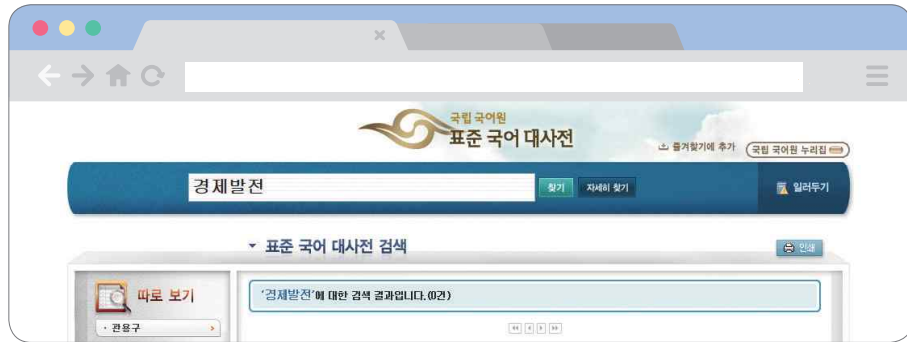 국립 국어원
표준 국어 대사전
즐겨찾기에 추가
국립 국어원 누리집
경제발전
찾기
자세히 찾기
일러두기
표준 국어 대사전 검색
인쇄
따로 보기
· 관용구
'경제발전'에 대한 검색 결과입니다.(0건)